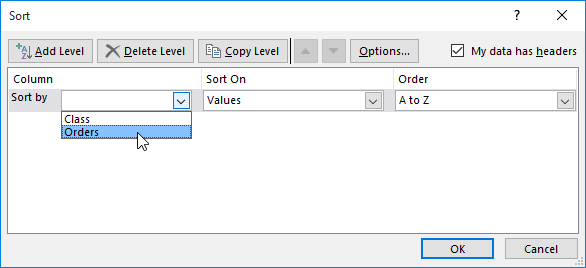 Sort
?
Add Level Delete Level Copy Level Options... My data has headers
Column Sort On Order
Sort by Values A to Z
Class
Orders
OK Cancel